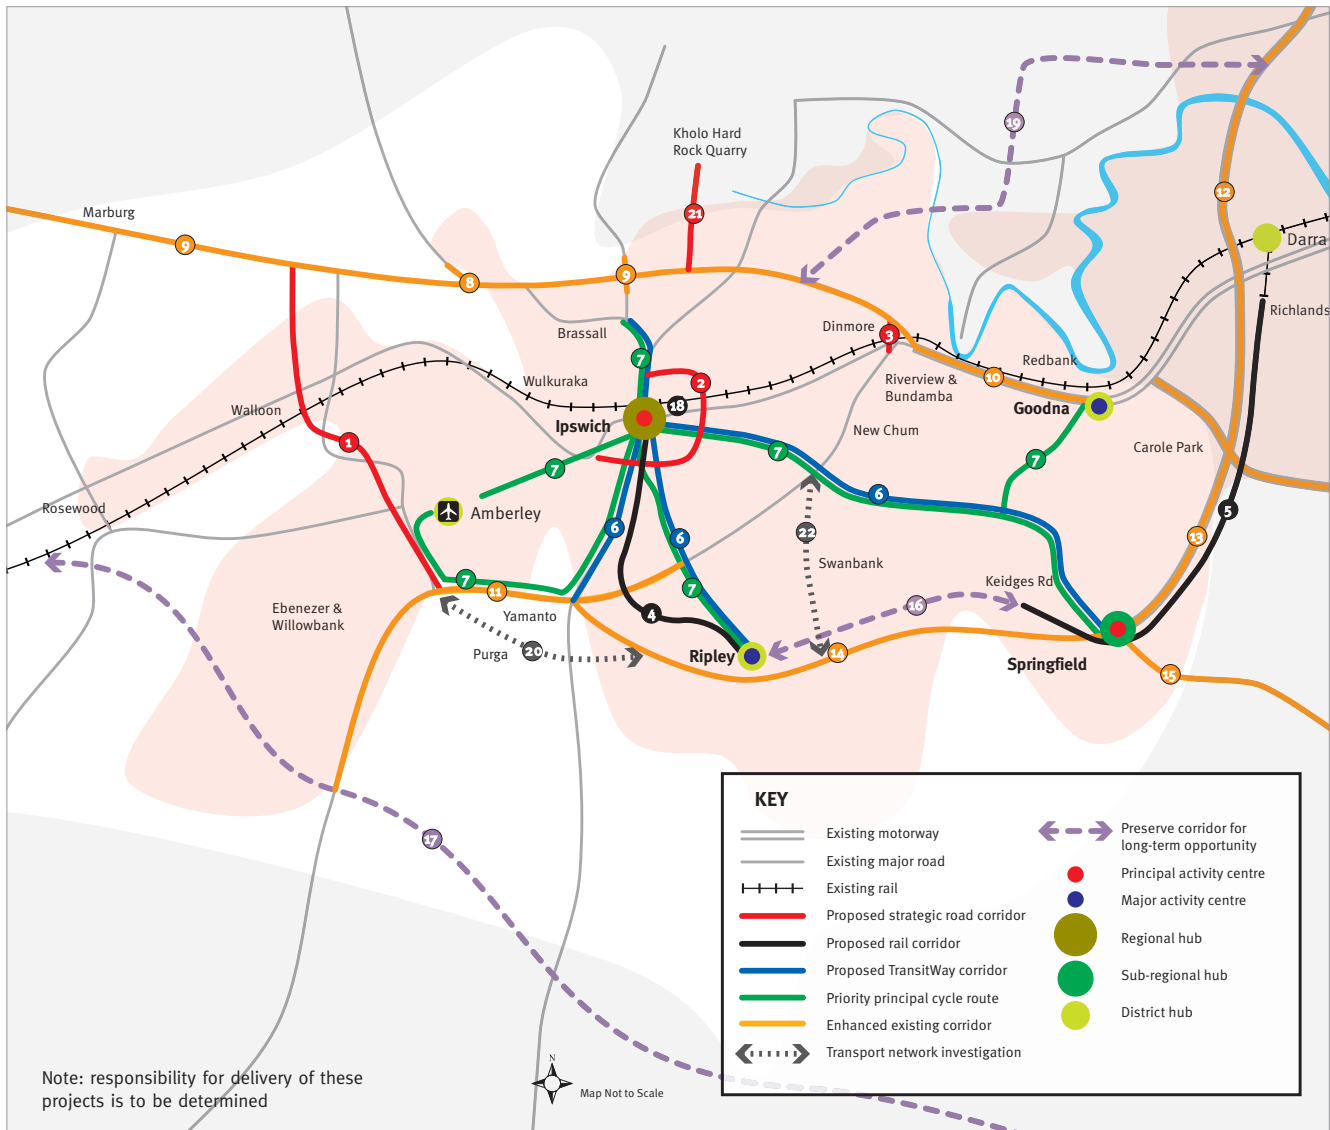 Kholo Hard
Rock Quarry
19
12
21
Marburg
9
Darra
9
8
Richlands
Dinmore
3
Brassall
7
Redbank
10
Wulkuraka
2
Riverview &
Bundamba
18
Walloon
Goodna
Ipswich
New Chum
1
7
Carole Park
7
7
6
Rosewood
Amberley
5
6
22
6
13
Swanbank
7
7
Keidges Rd
11
16
Ebenezer &
Willowbank
Yamanto
4
Purga
20
Ripley
14
Springfield
15
17
KEY
Existing motorway
Existing major road
Existing rail
Proposed strategic road corridor
Proposed rail corridor
Proposed TransitWay corridor
Priority principal cycle route
Enhanced existing corridor
Transport network investigation
Preserve corridor for
long-term opportunity
Principal activity centre
Major activity centre
Regional hub
Sub-regional hub
District hub
Note: responsibility for delivery of these
projects is to be determined
N
Map Not to Scale